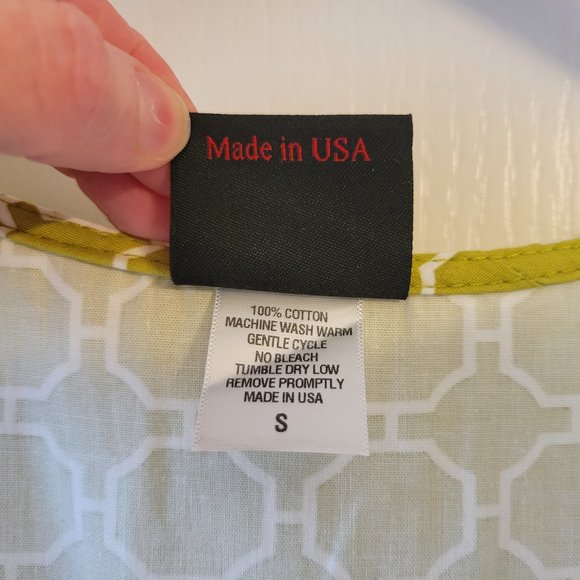 Made in USA
100% COTTON
MACHINE WASH WARM
GENTLE CYCLE
NO BLEACH
TUMBLE DRY LOW
REMOVE PROMPTLY
MADE IN USA
S